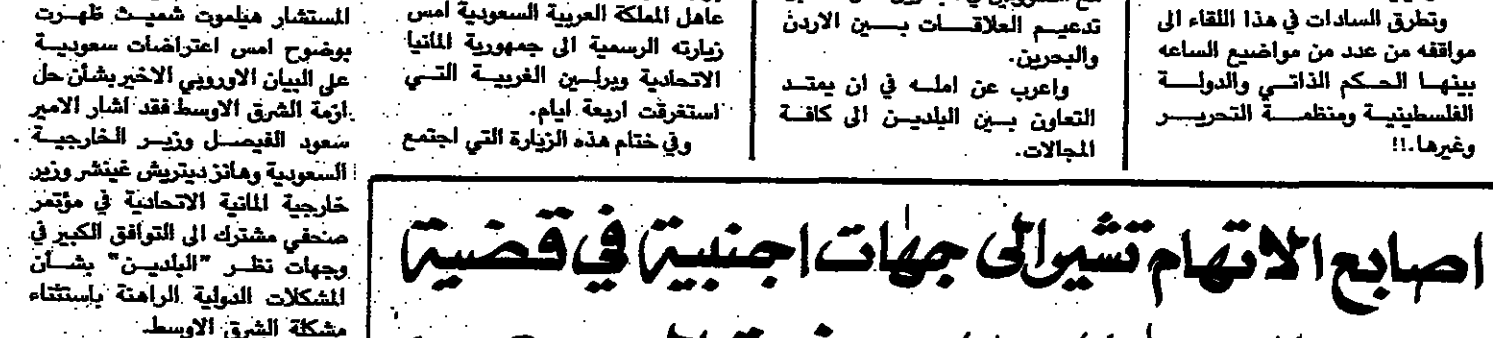 وتطرق السادات في هذا اللقاء الى
مواقفه من عدد من مواضيع الساعه
بينها الحكم الذاتي والدولة
الفلسطينية ومنظمة التحرير
وغيرها.!!
تدعيم العلاقات بين الاردن
والبحرين.
واعرب عن امله في ان يمتد
التعاون بين البلدين الى كافة
المجالات.
عاهل المملكة العربية السعودية امس
زيارته الرسمية الى جمهورية المانيا
الاتحادية وبرلين الغربية التي
استغرقت اربعة ايام.
وفي ختام هذه الزيارة التي اجتمع
المستشار هيلموت شميث ظهرت
بوضوح امس اعتراضات سعودية
على البيان الاوروبي الاخير بشأن حل
ازمة الشرق الاوسط فقد اشار الامير
سعود الفيصل وزير الخارجية
السعودية وهانز ديتريش غينشر وزير
خارجية المانية الاتحادية في مؤتمر
صحفي مشترك الى التوافق الكبير في
وجهات نظر "البلدين" بشأن
المشكلات الدولية الراهنة بإستثناء
مشكلة الشرق الاوسط.
اصابع الاتهام تشير الى جهات اجنبية في قضية